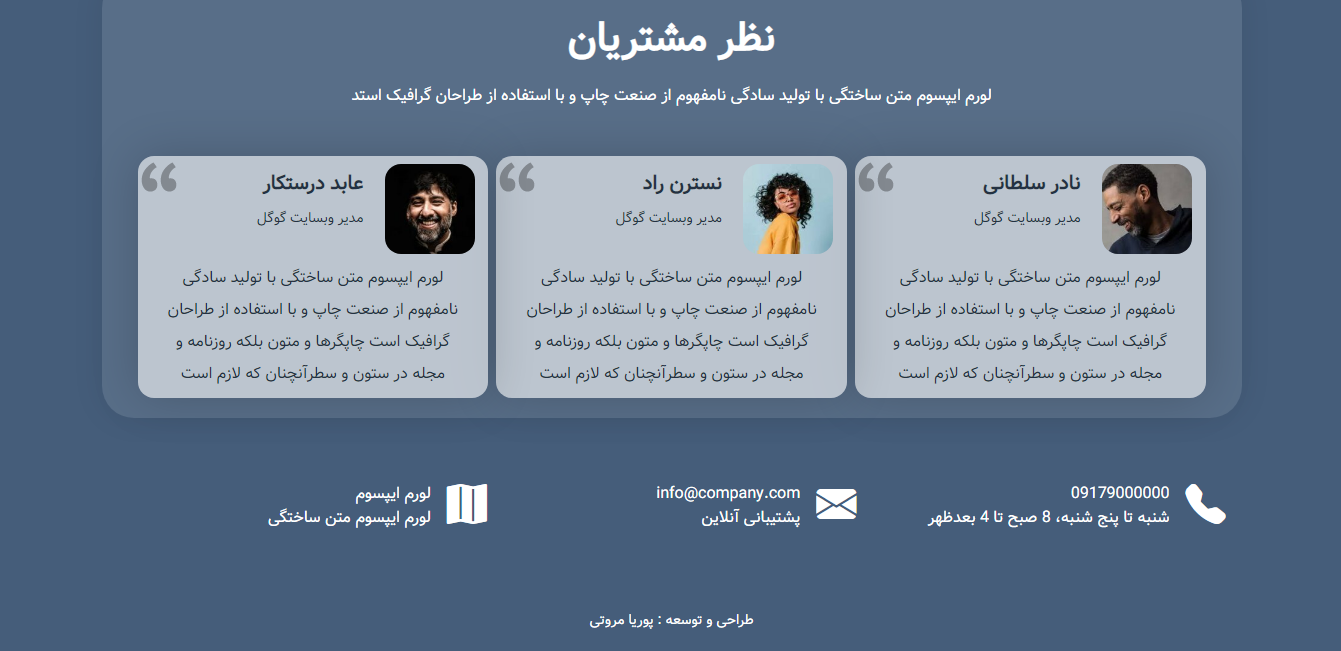 نظر مشتریان
لورم ایپسوم متن ساختگی با تولید سادگی نامفهوم از صنعت چاپ و با استفاده از طراحان گرافیک استد
نادر سلطانی
مدیر وبسایت گوگل
لورم ایپسوم متن ساختگی با تولید سادگی
نامفهوم از صنعت چاپ و با استفاده از طراحان
گرافیک است چاپگرها و متون بلکه روزنامه و
مجله در ستون و سطرآنچنان که لازم است
نسترن راد
مدیر وبسایت گوگل
لورم ایپسوم متن ساختگی با تولید سادگی
نامفهوم از صنعت چاپ و با استفاده از طراحان
گرافیک است چاپگرها و متون بلکه روزنامه و
مجله در ستون و سطرآنچنان که لازم است
عابد درستکار
مدیر وبسایت گوگل
لورم ایپسوم متن ساختگی با تولید سادگی
نامفهوم از صنعت چاپ و با استفاده از طراحان
گرافیک است چاپگرها و متون بلکه روزنامه و
مجله در ستون و سطرآنچنان که لازم است
09179000000
شنبه تا پنج شنبه، 8 صبح تا 4 بعدظهر
info@company.com
پشتیبانی آنلاین
لورم ایپسوم
لورم ایپسوم متن ساختگی
طراحی و توسعه : پوریا مروتی